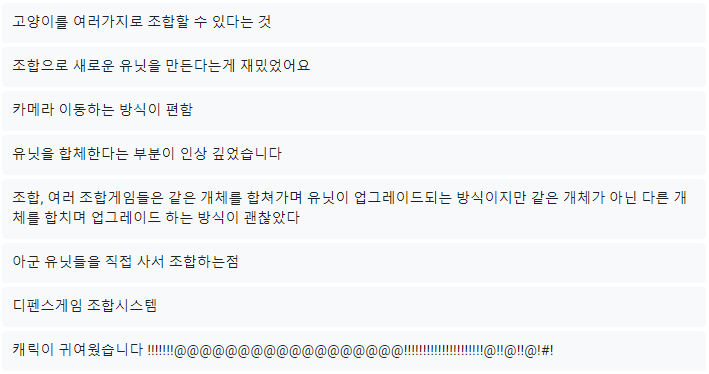 고양이를 여러가지로 조합할 수 있다는 것
조합으로 새로운 유닛을 만든다는게 재밌었어요
카메라 이동하는 방식이 편함
유닛을 합체한다는 부분이 인상 깊었습니다
조합, 여러 조합게임들은 같은 개체를 합쳐가며 유닛이 업그레이드되는 방식이지만 같은 개체가 아닌 다른 개
체를 합치며 업그레이드 하는 방식이 괜찮았다
아군 유닛들을 직접 사서 조합하는점
디펜스게임 조합시스템
캐릭이 귀여웠습니다 !!!!!!!@@@@@@@@@@@@@@@@@@!!!!!!!!!!!!!!!!!!!!!@!!@!!@!#!